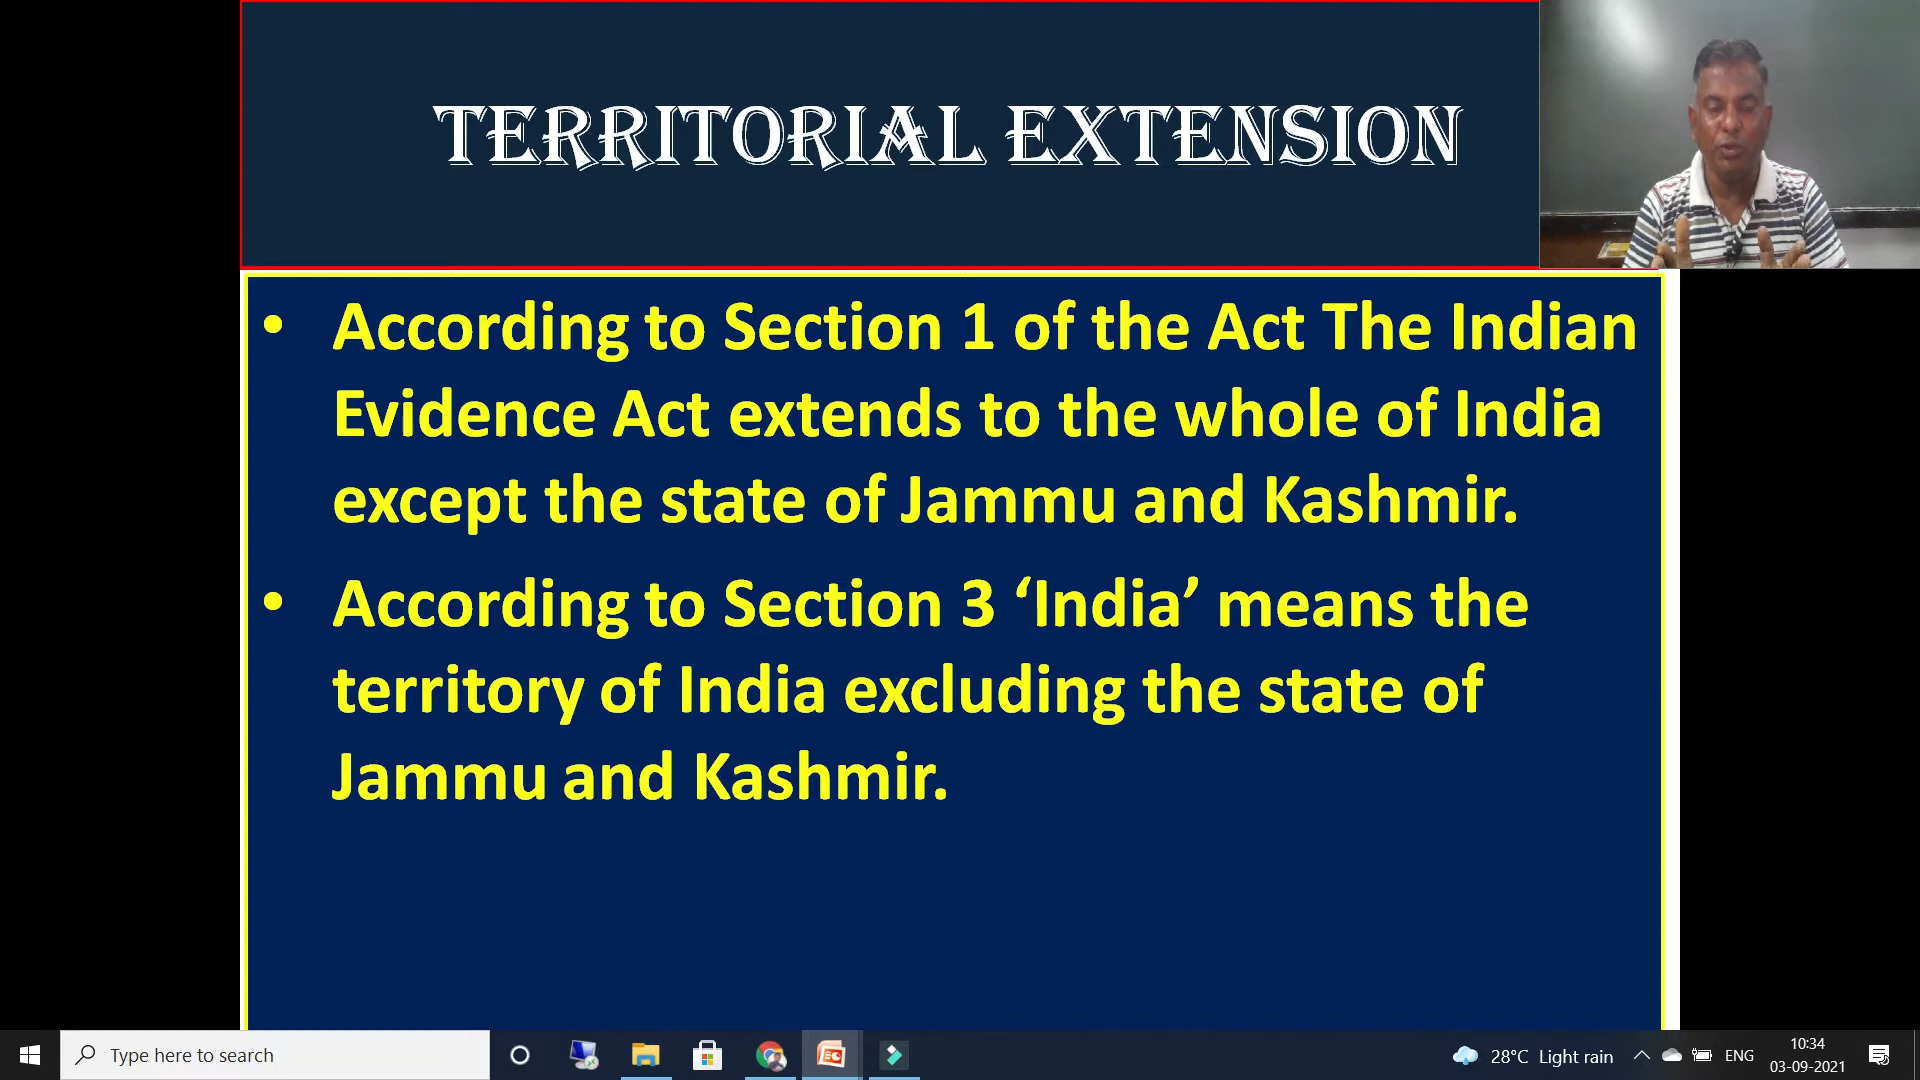 TERRITORIAL EXTENSION
• According to Section 1 of the Act The Indian
Evidence Act extends to the whole of India
except the state of Jammu and Kashmir.
• According to Section 3 ‘India’ means the
territory of India excluding the state of
Jammu and Kashmir.
Type here to search
28°C Light rain
ENG
10:34
03-09-2021